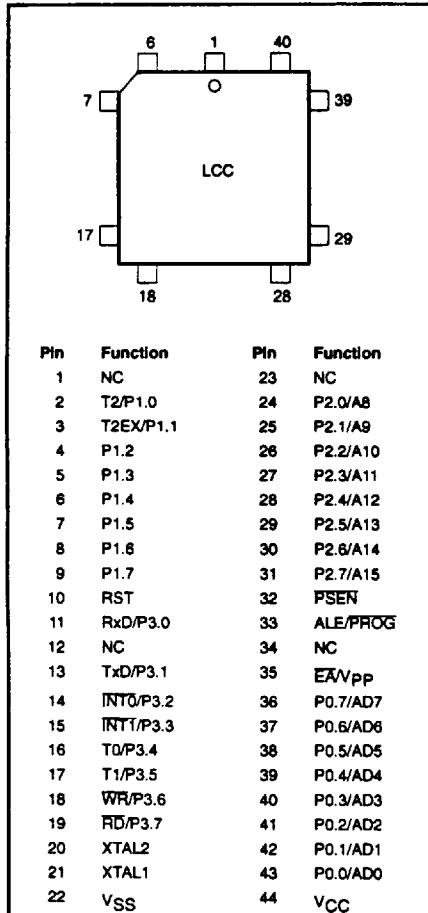 6 1 40
7 39
LCC
17 29
18 28
Pin Function Pin Function
1 NC 23 NC
2 T2/P1.0 24 P2.0/A8
3 T2EX/P1.1 25 P2.1/A9
4 P1.2 26 P2.2/A10
5 P1.3 27 P2.3/A11
6 P1.4 28 P2.4/A12
7 P1.5 29 P2.5/A13
8 P1.6 30 P2.6/A14
9 P1.7 31 P2.7/A15
10 RST 32 P̅S̅E̅N̅
11 RxD/P3.0 33 ALE/P̅R̅O̅G̅
12 NC 34 NC
13 TxD/P3.1 35 E̅A̅/VPP
14 I̅N̅T̅0̅/P3.2 36 P0.7/AD7
15 I̅N̅T̅1̅/P3.3 37 P0.6/AD6
16 T0/P3.4 38 P0.5/AD5
17 T1/P3.5 39 P0.4/AD4
18 W̅R̅/P3.6 40 P0.3/AD3
19 R̅D̅/P3.7 41 P0.2/AD2
20 XTAL2 42 P0.1/AD1
21 XTAL1 43 P0.0/AD0
22 VSS 44 VCC